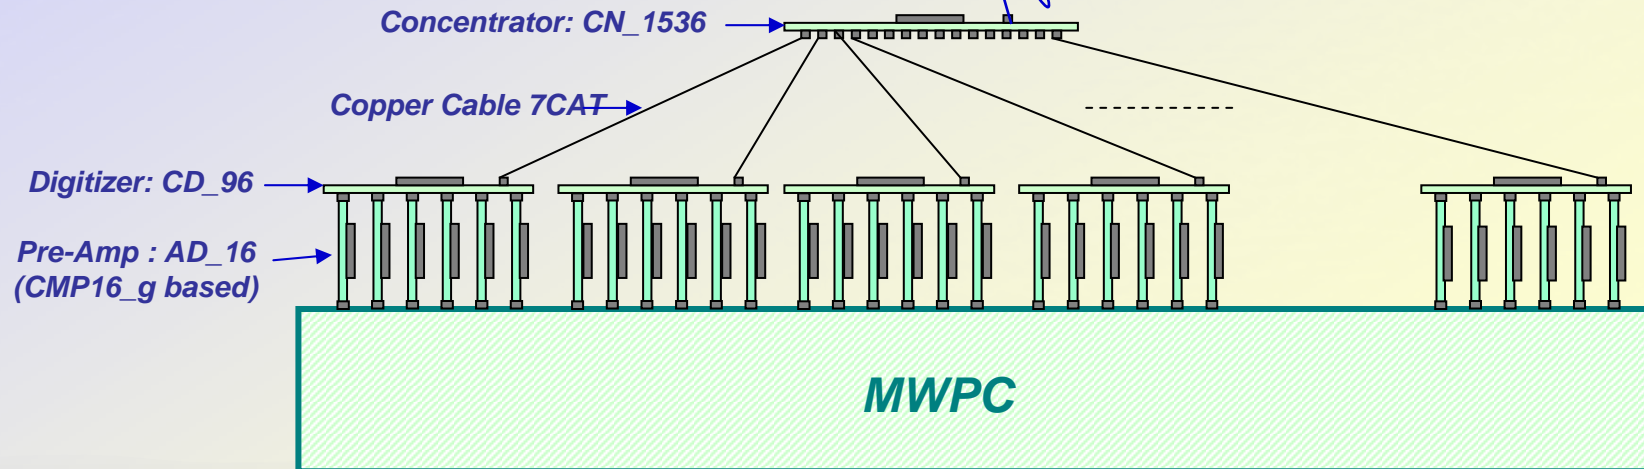 Concentrator: CN_1536
Copper Cable 7CAT
Digitizer: CD_96
Pre-Amp : AD_16
(CMP16_g based)
MWPC